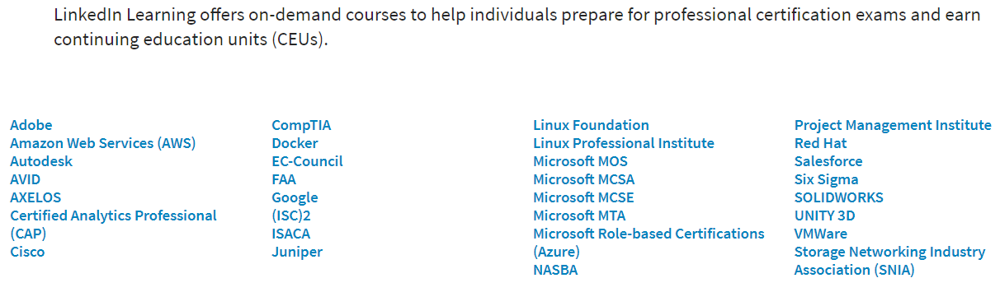 LinkedIn Learning offers on-demand courses to help individuals prepare for professional certification exams and earn
continuing education units (CEUs).
Adobe
Amazon Web Services (AWS)
Autodesk
AVID
AXELOS
Certified Analytics Professional
(CAP)
Cisco
CompTIA
Docker
EC-Council
FAA
Google
(ISC)2
ISACA
Juniper
Linux Foundation
Linux Professional Institute
Microsoft MOS
Microsoft MCSA
Microsoft MCSE
Microsoft MTA
Microsoft Role-based Certifications
(Azure)
NASBA
Project Management Institute
Red Hat
Salesforce
Six Sigma
SOLIDWORKS
UNITY 3D
VMWare
Storage Networking Industry
Association (SNIA)